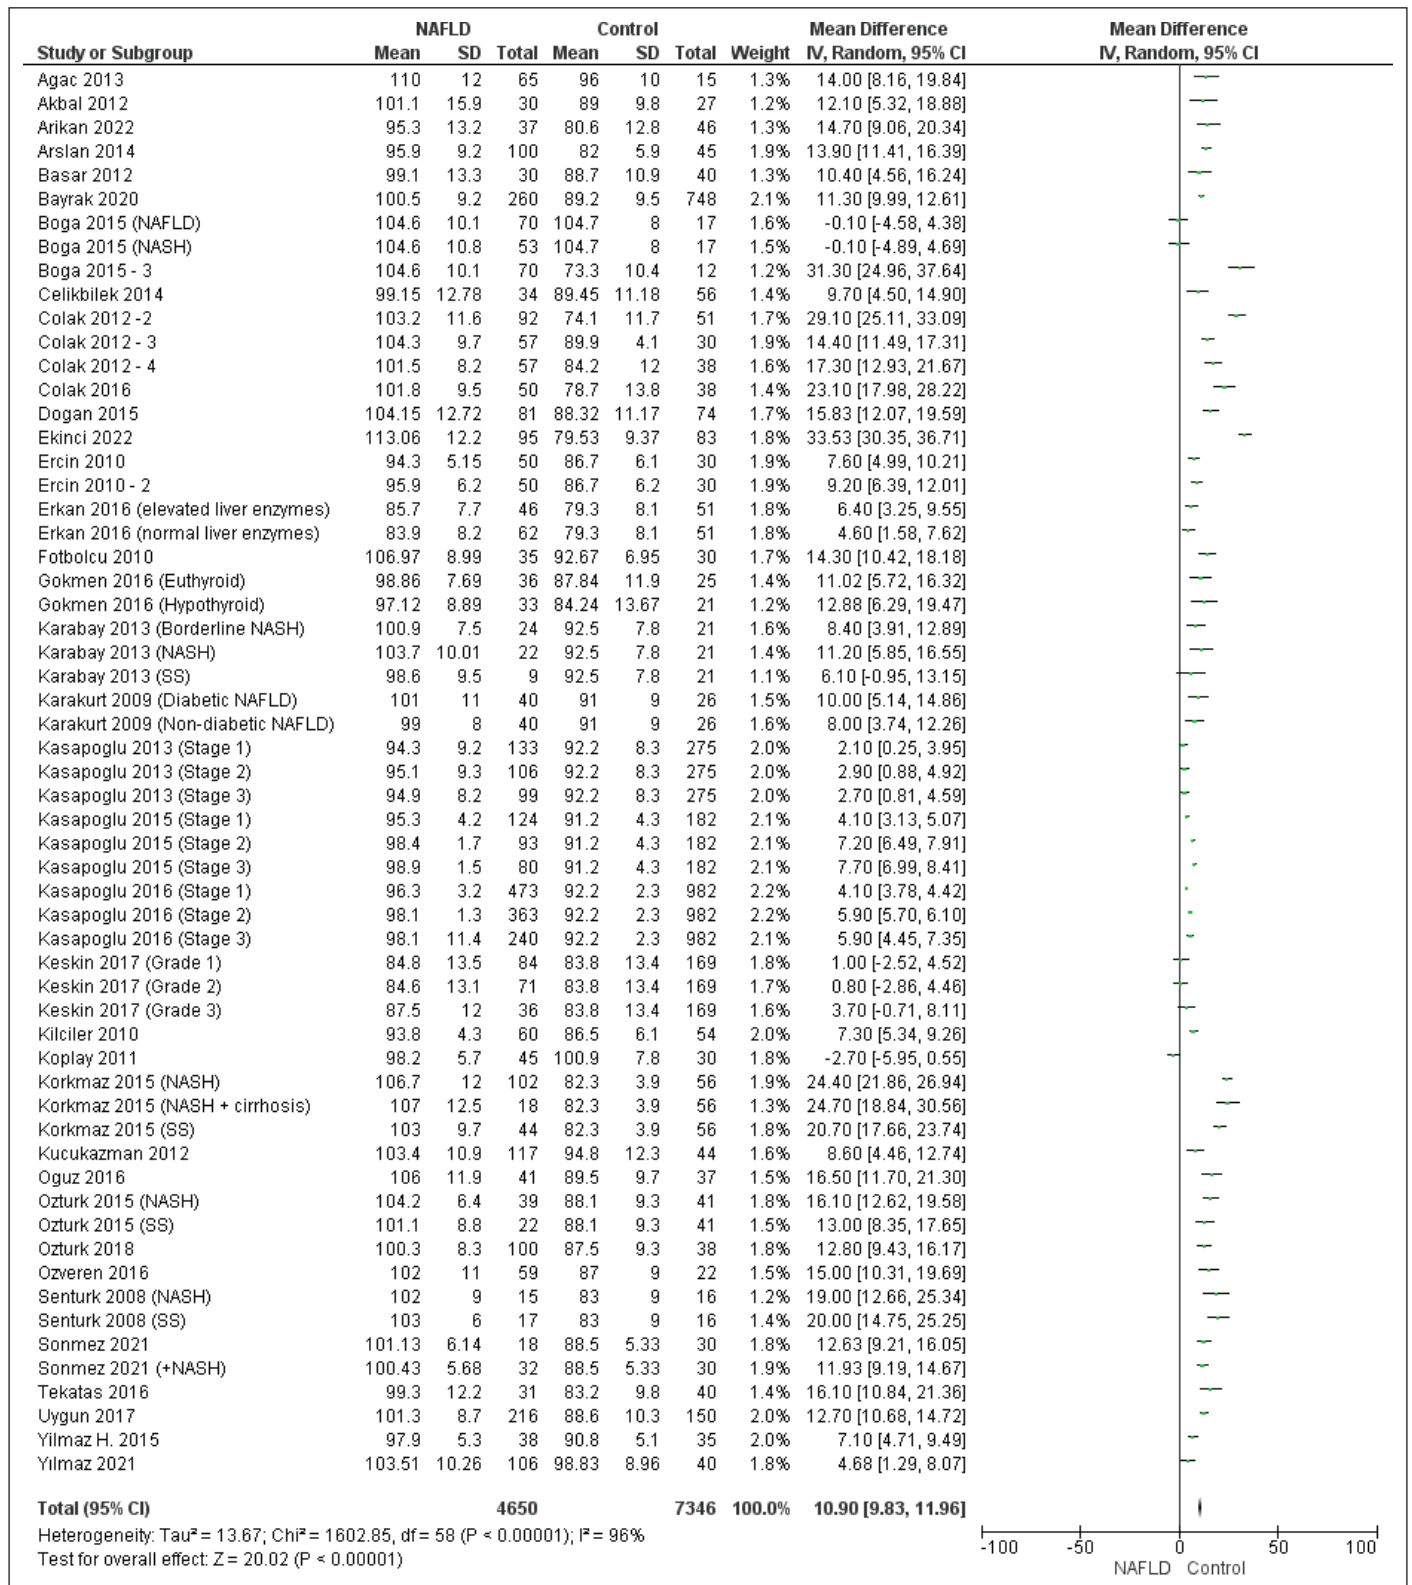 NAFLD Control Mean Difference Mean Difference
Study or Subgroup Mean SD Total Mean SD Total Weight IV, Random, 95% CI IV, Random, 95% CI
Agac 2013 110 12 65 96 10 15 1.3% 14.00 [8.16, 19.84]
Akbal 2012 101.1 15.9 30 89 9.8 27 1.2% 12.10 [5.32, 18.88]
Arikan 2022 95.3 13.2 37 80.6 12.8 46 1.3% 14.70 [9.06, 20.34]
Arslan 2014 95.9 9.2 100 82 5.9 45 1.9% 13.90 [11.41, 16.39]
Basar 2012 99.1 13.3 30 88.7 10.9 40 1.3% 10.40 [4.56, 16.24]
Bayrak 2020 100.5 9.2 260 89.2 9.5 748 2.1% 11.30 [9.99, 12.61]
Boga 2015 (NAFLD) 104.6 10.1 70 104.7 8 17 1.6% -0.10 [-4.58, 4.38]
Boga 2015 (NASH) 104.6 10.8 53 104.7 8 17 1.5% -0.10 [-4.89, 4.69]
Boga 2015 - 3 104.6 10.1 70 73.3 10.4 12 1.2% 31.30 [24.96, 37.64]
Celikbilek 2014 99.15 12.78 34 89.45 11.18 56 1.4% 9.70 [4.50, 14.90]
Colak 2012 -2 103.2 11.6 92 74.1 11.7 51 1.7% 29.10 [25.11, 33.09]
Colak 2012 - 3 104.3 9.7 57 89.9 4.1 30 1.9% 14.40 [11.49, 17.31]
Colak 2012 - 4 101.5 8.2 57 84.2 12 38 1.6% 17.30 [12.93, 21.67]
Colak 2016 101.8 9.5 50 78.7 13.8 38 1.4% 23.10 [17.98, 28.22]
Dogan 2015 104.15 12.72 81 88.32 11.17 74 1.7% 15.83 [12.07, 19.59]
Ekinci 2022 113.06 12.2 95 79.53 9.37 83 1.8% 33.53 [30.35, 36.71]
Ercin 2010 94.3 5.15 50 86.7 6.1 30 1.9% 7.60 [4.99, 10.21]
Ercin 2010 - 2 95.9 6.2 50 86.7 6.2 30 1.9% 9.20 [6.39, 12.01]
Erkan 2016 (elevated liver enzymes) 85.7 7.7 46 79.3 8.1 51 1.8% 6.40 [3.25, 9.55]
Erkan 2016 (normal liver enzymes) 83.9 8.2 62 79.3 8.1 51 1.8% 4.60 [1.58, 7.62]
Fotbolcu 2010 106.97 8.99 35 92.67 6.95 30 1.7% 14.30 [10.42, 18.18]
Gokmen 2016 (Euthyroid) 98.86 7.69 36 87.84 11.9 25 1.4% 11.02 [5.72, 16.32]
Gokmen 2016 (Hypothyroid) 97.12 8.89 33 84.24 13.67 21 1.2% 12.88 [6.29, 19.47]
Karabay 2013 (Borderline NASH) 100.9 7.5 24 92.5 7.8 21 1.6% 8.40 [3.91, 12.89]
Karabay 2013 (NASH) 103.7 10.01 22 92.5 7.8 21 1.4% 11.20 [5.85, 16.55]
Karabay 2013 (SS) 98.6 9.5 9 92.5 7.8 21 1.1% 6.10 [-0.95, 13.15]
Karakurt 2009 (Diabetic NAFLD) 101 11 40 91 9 26 1.5% 10.00 [5.14, 14.86]
Karakurt 2009 (Non-diabetic NAFLD) 99 8 40 91 9 26 1.6% 8.00 [3.74, 12.26]
Kasapoglu 2013 (Stage 1) 94.3 9.2 133 92.2 8.3 275 2.0% 2.10 [0.25, 3.95]
Kasapoglu 2013 (Stage 2) 95.1 9.3 106 92.2 8.3 275 2.0% 2.90 [0.88, 4.92]
Kasapoglu 2013 (Stage 3) 94.9 8.2 99 92.2 8.3 275 2.0% 2.70 [0.81, 4.59]
Kasapoglu 2015 (Stage 1) 95.3 4.2 124 91.2 4.3 182 2.1% 4.10 [3.13, 5.07]
Kasapoglu 2015 (Stage 2) 98.4 1.7 93 91.2 4.3 182 2.1% 7.20 [6.49, 7.91]
Kasapoglu 2015 (Stage 3) 98.9 1.5 80 91.2 4.3 182 2.1% 7.70 [6.99, 8.41]
Kasapoglu 2016 (Stage 1) 96.3 3.2 473 92.2 2.3 982 2.2% 4.10 [3.78, 4.42]
Kasapoglu 2016 (Stage 2) 98.1 1.3 363 92.2 2.3 982 2.2% 5.90 [5.70, 6.10]
Kasapoglu 2016 (Stage 3) 98.1 11.4 240 92.2 2.3 982 2.1% 5.90 [4.45, 7.35]
Keskin 2017 (Grade 1) 84.8 13.5 84 83.8 13.4 169 1.8% 1.00 [-2.52, 4.52]
Keskin 2017 (Grade 2) 84.6 13.1 71 83.8 13.4 169 1.7% 0.80 [-2.86, 4.46]
Keskin 2017 (Grade 3) 87.5 12 36 83.8 13.4 169 1.6% 3.70 [-0.71, 8.11]
Kilciler 2010 93.8 4.3 60 86.5 6.1 54 2.0% 7.30 [5.34, 9.26]
Koplay 2011 98.2 5.7 45 100.9 7.8 30 1.8% -2.70 [-5.95, 0.55]
Korkmaz 2015 (NASH) 106.7 12 102 82.3 3.9 56 1.9% 24.40 [21.86, 26.94]
Korkmaz 2015 (NASH + cirrhosis) 107 12.5 18 82.3 3.9 56 1.3% 24.70 [18.84, 30.56]
Korkmaz 2015 (SS) 103 9.7 44 82.3 3.9 56 1.8% 20.70 [17.66, 23.74]
Kucukazman 2012 103.4 10.9 117 94.8 12.3 44 1.6% 8.60 [4.46, 12.74]
Oguz 2016 106 11.9 41 89.5 9.7 37 1.5% 16.50 [11.70, 21.30]
Ozturk 2015 (NASH) 104.2 6.4 39 88.1 9.3 41 1.8% 16.10 [12.62, 19.58]
Ozturk 2015 (SS) 101.1 8.8 22 88.1 9.3 41 1.5% 13.00 [8.35, 17.65]
Ozturk 2018 100.3 8.3 100 87.5 9.3 38 1.8% 12.80 [9.43, 16.17]
Ozveren 2016 102 11 59 87 9 22 1.5% 15.00 [10.31, 19.69]
Senturk 2008 (NASH) 102 9 15 83 9 16 1.2% 19.00 [12.66, 25.34]
Senturk 2008 (SS) 103 6 17 83 9 16 1.4% 20.00 [14.75, 25.25]
Sonmez 2021 101.13 6.14 18 88.5 5.33 30 1.8% 12.63 [9.21, 16.05]
Sonmez 2021 (+NASH) 100.43 5.68 32 88.5 5.33 30 1.9% 11.93 [9.19, 14.67]
Tekatas 2016 99.3 12.2 31 83.2 9.8 40 1.4% 16.10 [10.84, 21.36]
Uygun 2017 101.3 8.7 216 88.6 10.3 150 2.0% 12.70 [10.68, 14.72]
Yilmaz H. 2015 97.9 5.3 38 90.8 5.1 35 2.0% 7.10 [4.71, 9.49]
Yılmaz 2021 103.51 10.26 106 98.83 8.96 40 1.8% 4.68 [1.29, 8.07]
Total (95% CI) 4650 7346 100.0% 10.90 [9.83, 11.96]
Heterogeneity: Tau² = 13.67; Chi² = 1602.85, df = 58 (P < 0.00001); I² = 96%
Test for overall effect: Z = 20.02 (P < 0.00001)
-100 -50 0 50 100
NAFLD Control